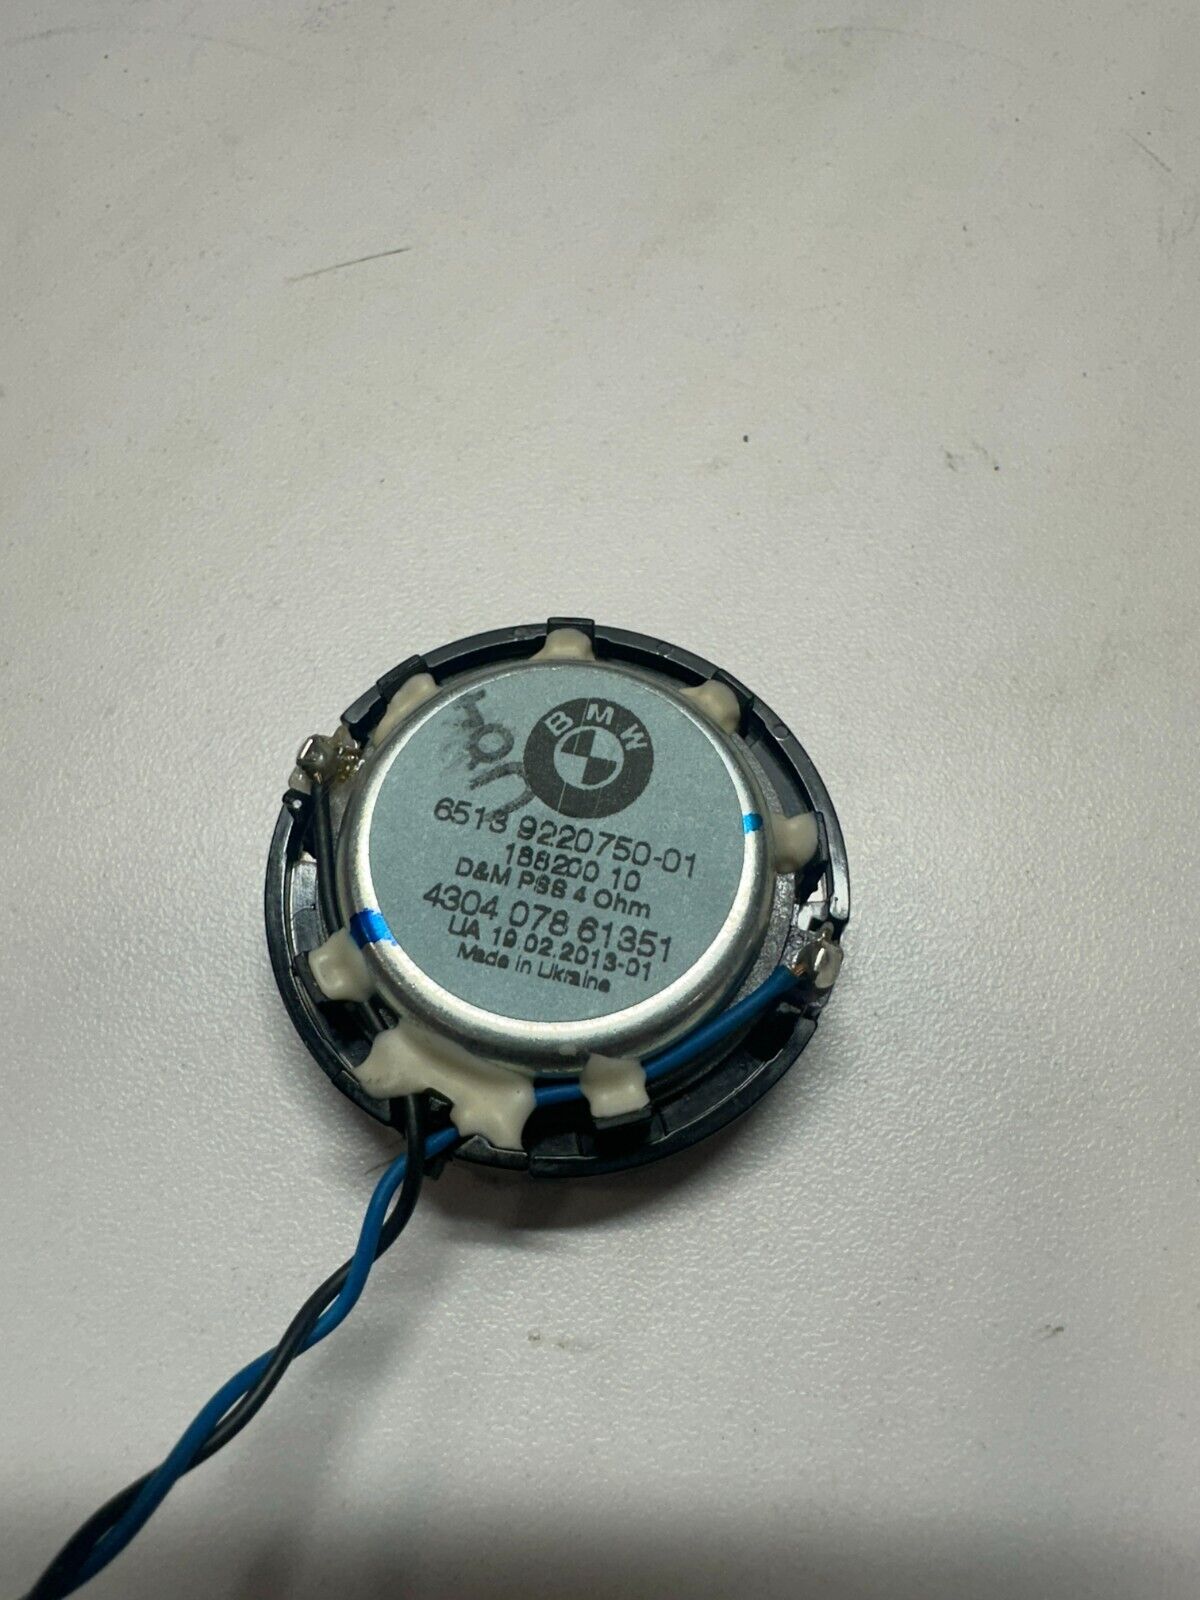 BMW
6513 9220750-01
188200 10
D&M PSS 4 Ohm
4304 078 61351
UA 19.02.2013-01
Made in Ukraine